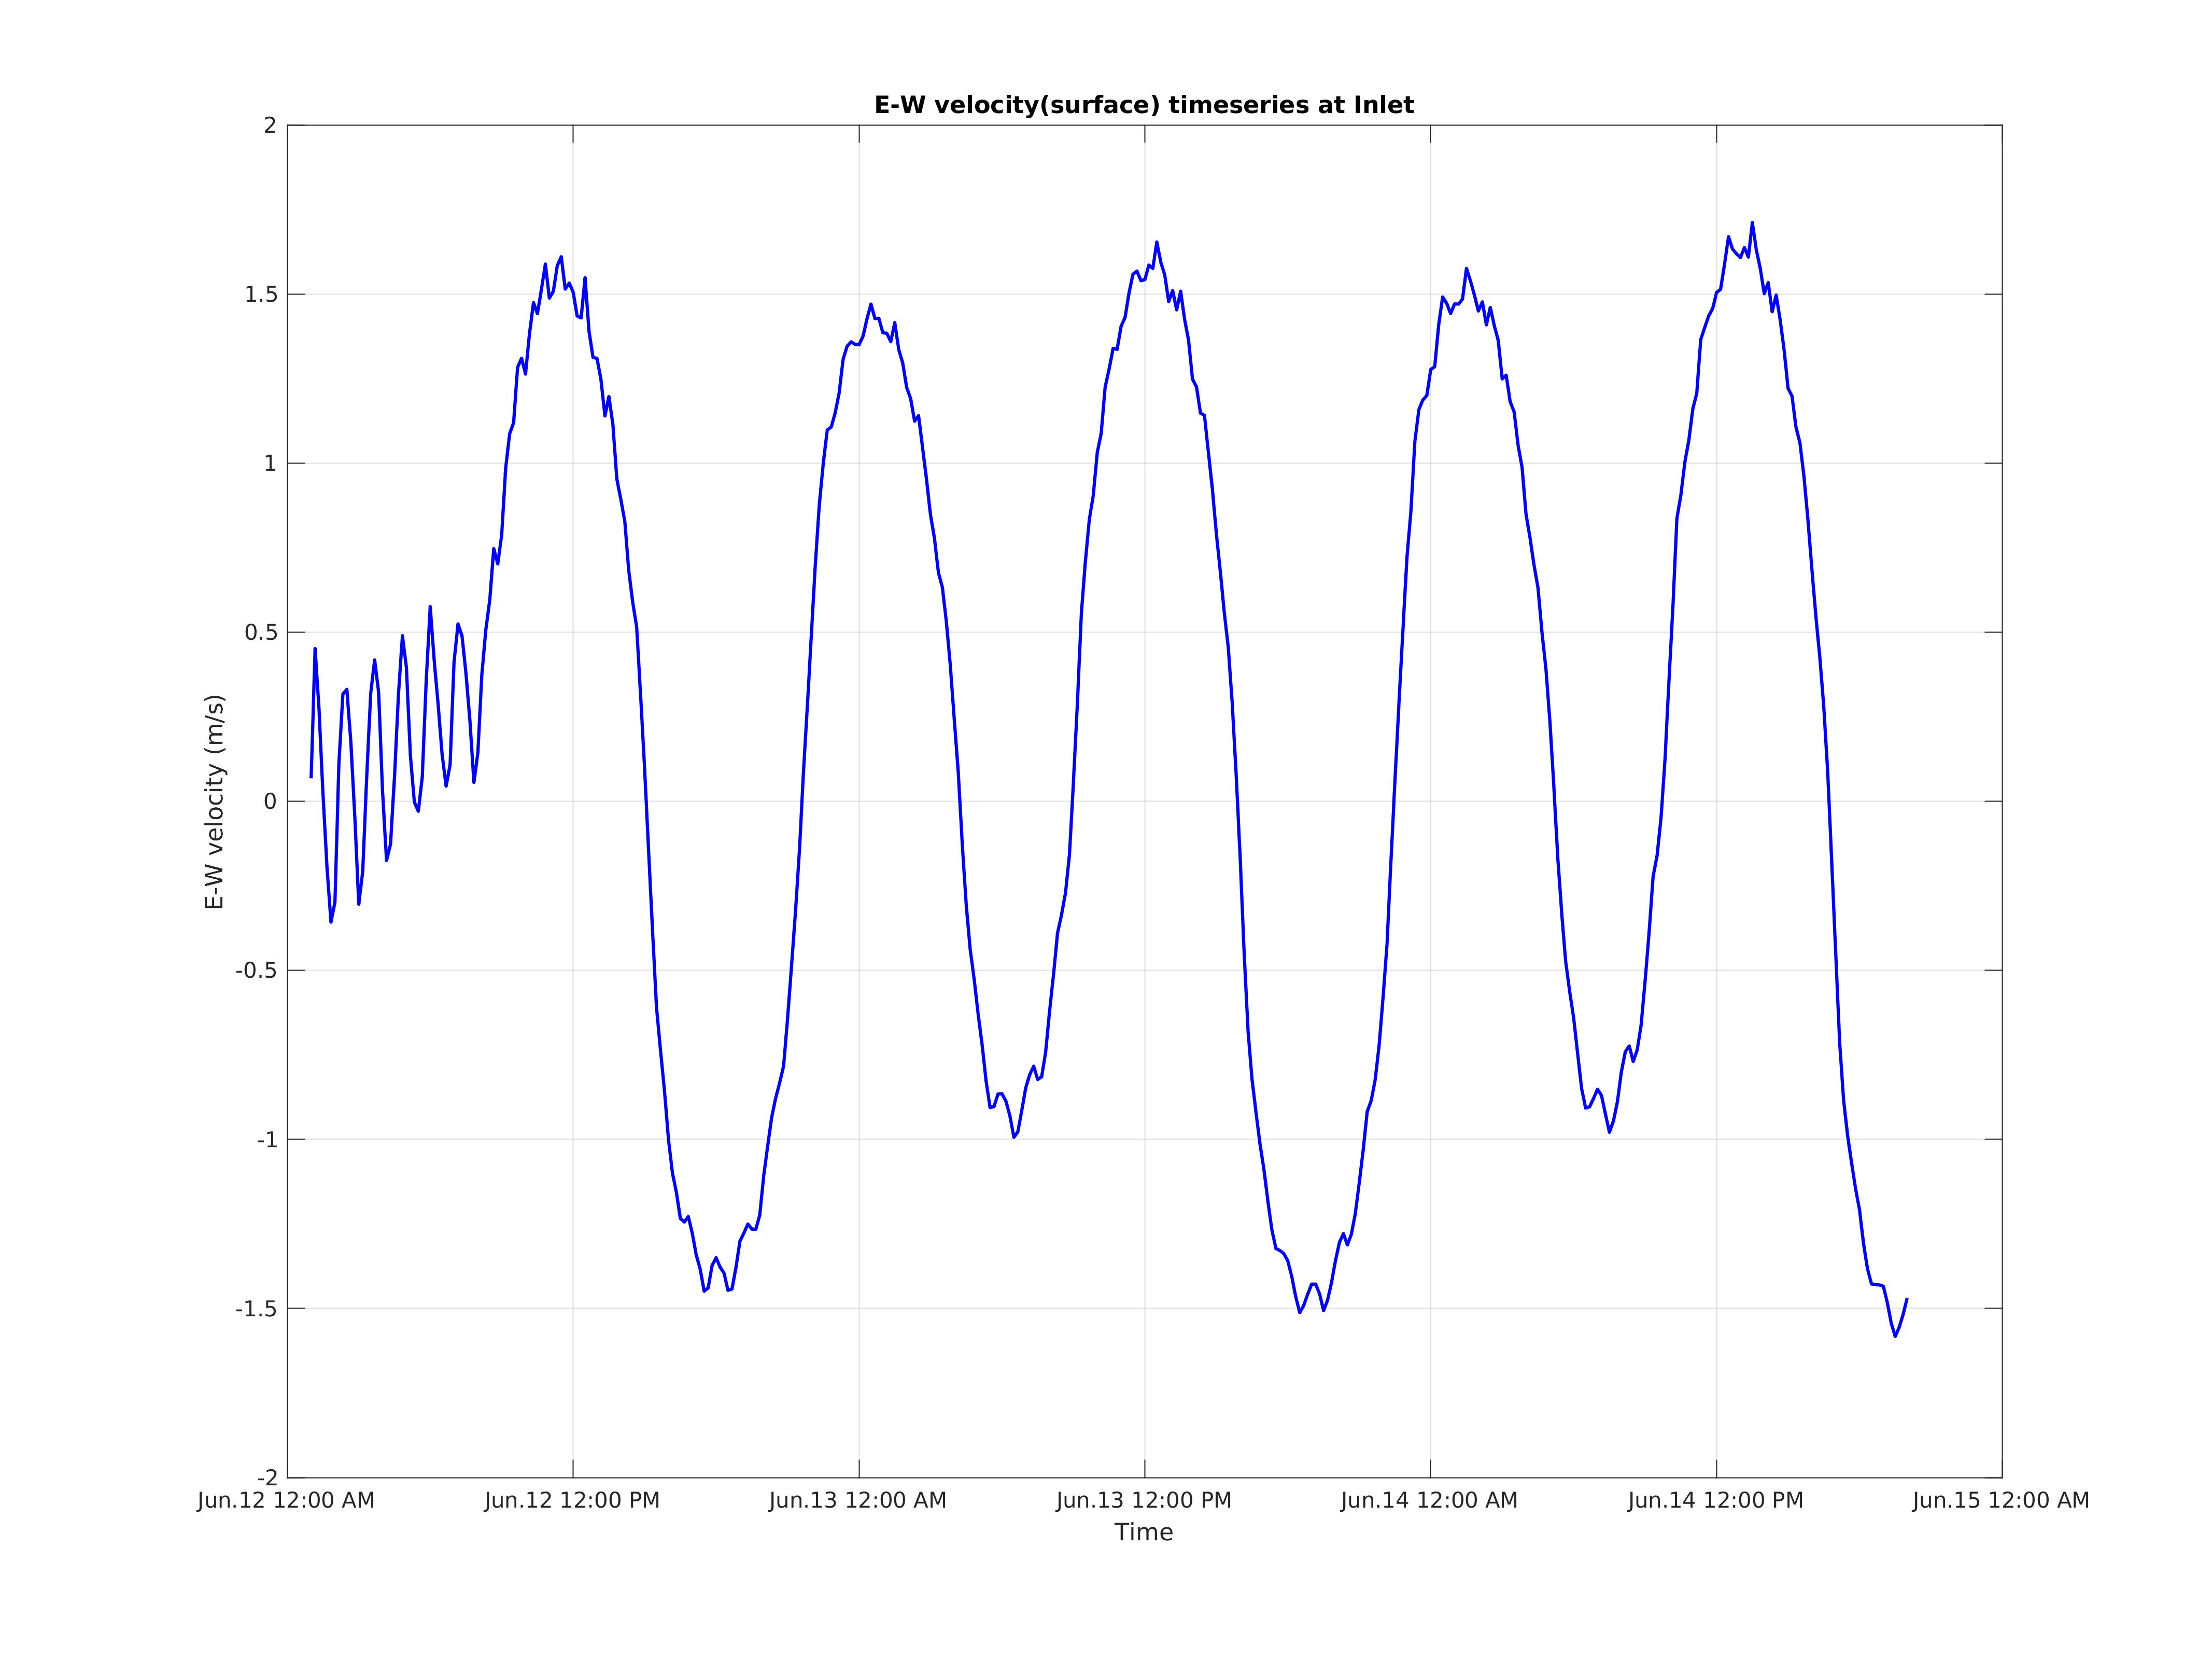 E-W velocity(surface) timeseries at Inlet
2
1.5
1
0.5
0
-0.5
-1
-1.5
-2
E-W velocity (m/s)
Jun.12 12:00 AM Jun.12 12:00 PM Jun.13 12:00 AM Jun.13 12:00 PM Jun.14 12:00 AM Jun.14 12:00 PM Jun.15 12:00 AM
Time